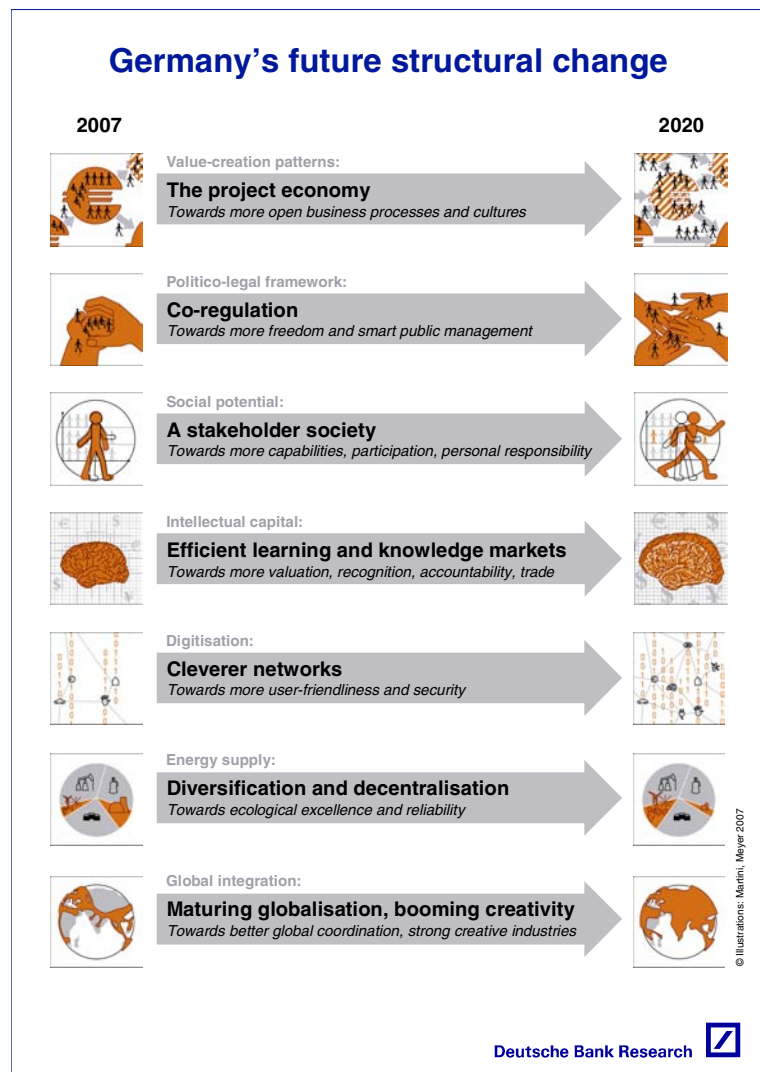 Germany’s future structural change
2007
2020
Value-creation patterns:
The project economy
Towards more open business processes and cultures
Politico-legal framework:
Co-regulation
Towards more freedom and smart public management
Social potential:
A stakeholder society
Towards more capabilities, participation, personal responsibility
Intellectual capital:
Efficient learning and knowledge markets
Towards more valuation, recognition, accountability, trade
Digitisation:
Cleverer networks
Towards more user-friendliness and security
Energy supply:
Diversification and decentralisation
Towards ecological excellence and reliability
Global integration:
Maturing globalisation, booming creativity
Towards better global coordination, strong creative industries
© Illustrations: Martini, Meyer 2007
Deutsche Bank Research